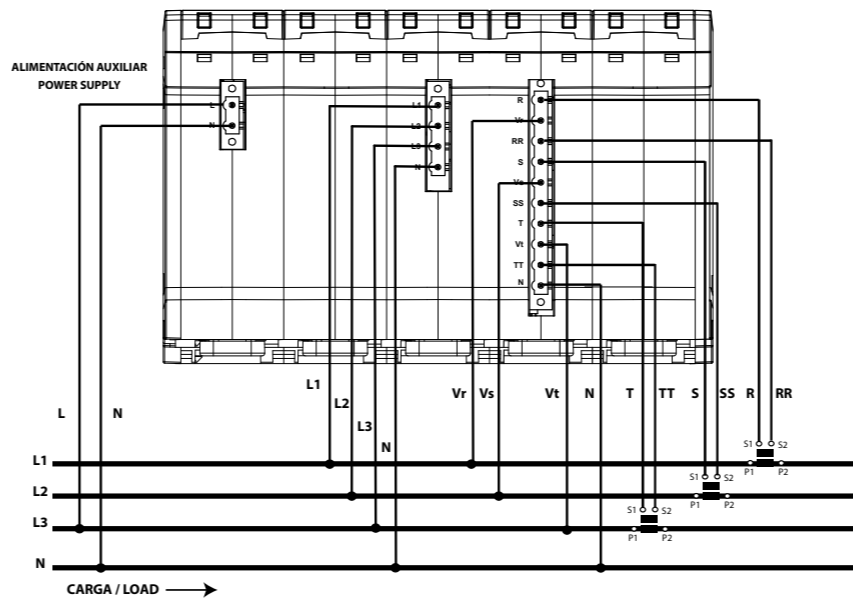 ALIMENTACIÓN AUXILIAR
POWER SUPPLY
L
N
L1
L2
L3
N
R
Vr
RR
S
Vs
SS
T
Vt
TT
N
L
N
L1
L2
L3
N
Vr
Vs
Vt
N
T
TT
S
SS
R
RR
L1
S1
S2
P1
P2
L2
S1
S2
P1
P2
L3
S1
S2
P1
P2
N
CARGA / LOAD